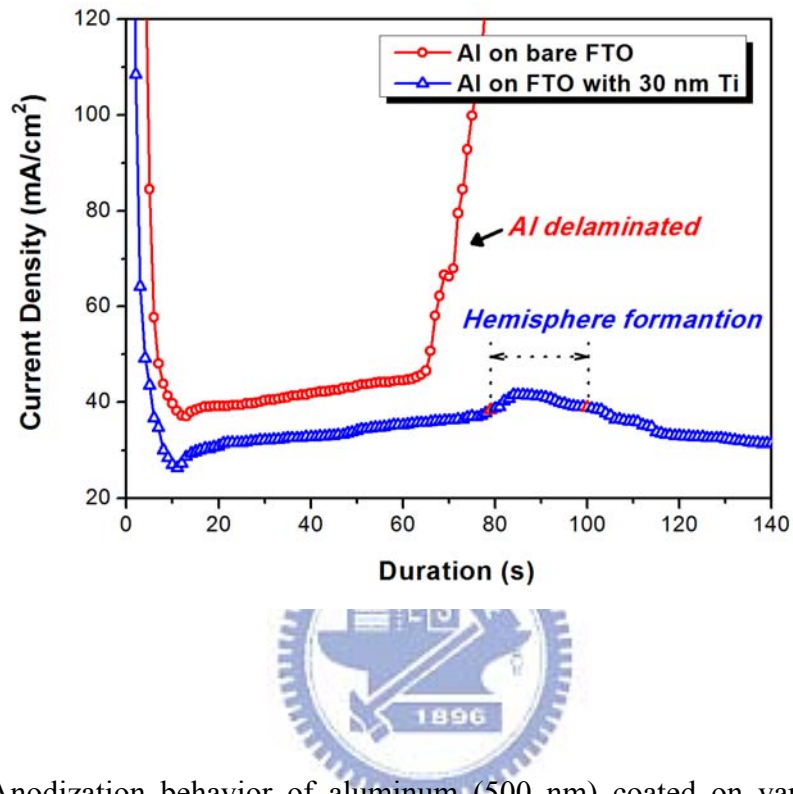 120
100
80
60
40
20
Current Density (mA/cm²)
Al on bare FTO
Al on FTO with 30 nm Ti
Al delaminated
Hemisphere formantion
0 20 40 60 80 100 120 140
Duration (s)
1896
Anodization behavior of aluminum (500 nm) coated on